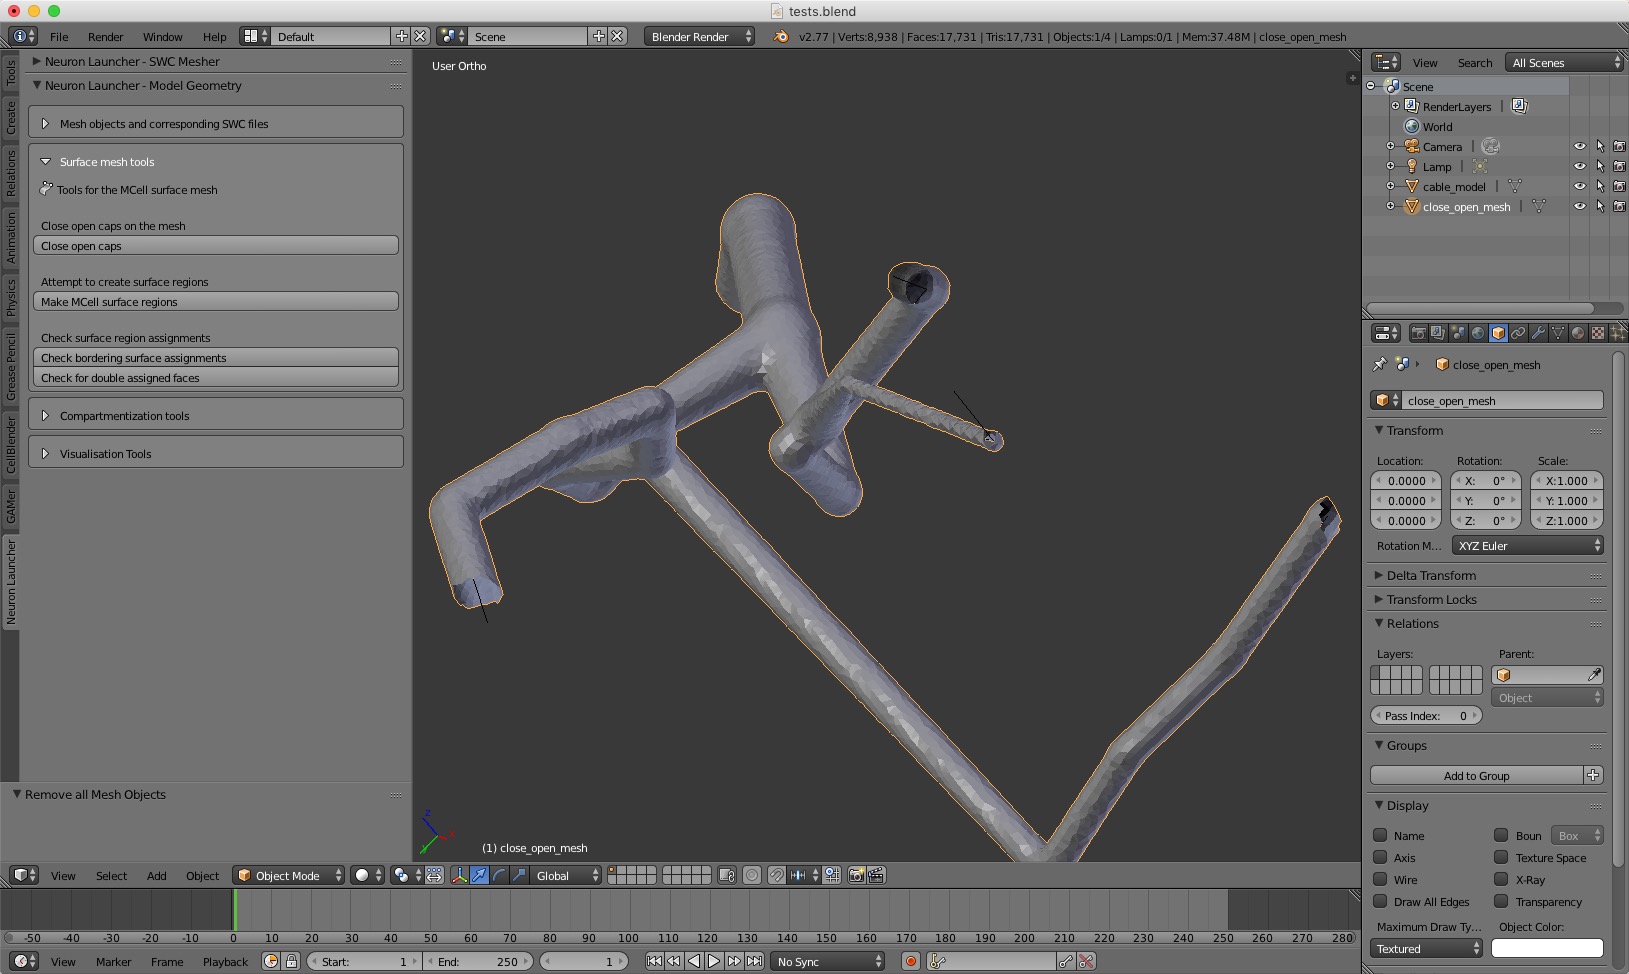 tests.blend
File Render Window Help Default Scene Blender Render v2.77 | Verts:8,938 | Faces:17,731 | Tris:17,731 | Objects:1/4 | Lamps:0/1 | Mem:37.48M | close_open_mesh
Tools
Create
Relations
Animation
Physics
Grease Pencil
CellBlender
GAMer
Neuron Launcher
Neuron Launcher - SWC Mesher
Neuron Launcher - Model Geometry
Mesh objects and corresponding SWC files
Surface mesh tools
Tools for the MCell surface mesh
Close open caps on the mesh
Close open caps
Attempt to create surface regions
Make MCell surface regions
Check surface region assignments
Check bordering surface assignments
Check for double assigned faces
Compartmentization tools
Visualisation Tools
Remove all Mesh Objects
User Ortho
(1) close_open_mesh
View Select Add Object Object Mode Global
-50 -40 -30 -20 -10 0 10 20 30 40 50 60 70 80 90 100 110 120 130 140 150 160 170 180 190 200 210 220 230 240 250 260 270 280
View Marker Frame Playback Start: 1 End: 250 1 No Sync
View Search All Scenes
Scene
RenderLayers
World
Camera
Lamp
cable_model
close_open_mesh
close_open_mesh
close_open_mesh
Transform
Location: Rotation: Scale:
0.0000 X: 0° X:1.000
0.0000 Y: 0° Y:1.000
0.0000 Z: 0° Z:1.000
Rotation M... XYZ Euler
Delta Transform
Transform Locks
Relations
Layers: Parent:
Object
Pass Index: 0
Groups
Add to Group
Display
Name Boun Box
Axis Texture Space
Wire X-Ray
Draw All Edges Transparency
Maximum Draw Ty... Object Color:
Textured